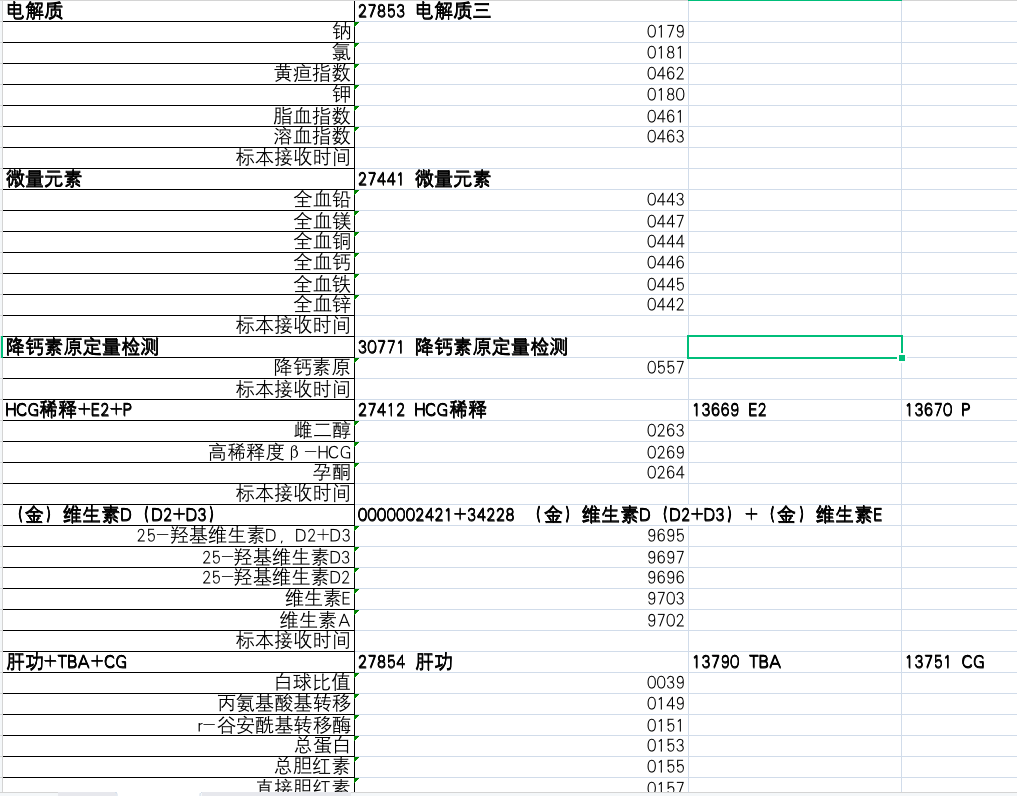 电解质 27853 电解质三
钠 0179
氯 0181
黄疸指数 0462
钾 0180
脂血指数 0461
溶血指数 0463
标本接收时间
微量元素 27441 微量元素
全血铅 0443
全血镁 0447
全血铜 0444
全血钙 0446
全血铁 0445
全血锌 0442
标本接收时间
降钙素原定量检测 30771 降钙素原定量检测
降钙素原 0557
标本接收时间
HCG稀释+E2+P 27412 HCG稀释 13669 E2 13670 P
雌二醇 0263
高稀释度β-HCG 0269
孕酮 0264
标本接收时间
（金）维生素D（D2+D3） 0000002421+34228 （金）维生素D（D2+D3）+（金）维生素E
25-羟基维生素D，D2+D3 9695
25-羟基维生素D3 9697
25-羟基维生素D2 9696
维生素E 9703
维生素A 9702
标本接收时间
肝功+TBA+CG 27854 肝功 13790 TBA 13751 CG
白球比值 0039
丙氨基酸基转移 0149
r-谷安酰基转移酶 0151
总蛋白 0153
总胆红素 0155
直接胆红素 0157